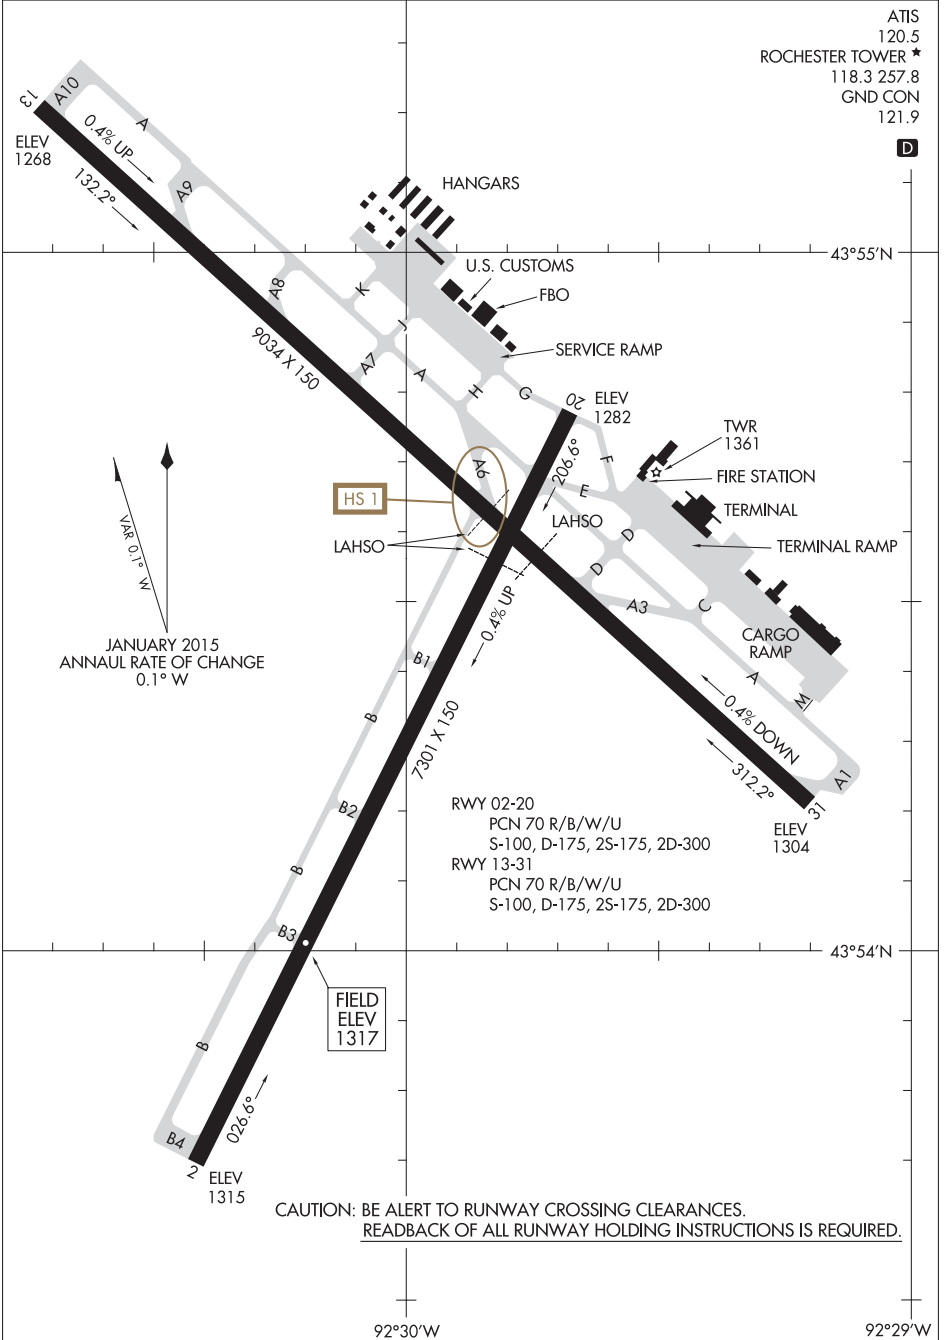 ATIS
120.5
ROCHESTER TOWER ★
118.3 257.8
GND CON
121.9
D
13
A10
A
ELEV
1268
0.4% UP
132.2°
A9
HANGARS
43°55'N
U.S. CUSTOMS
FBO
A8
K
J
SERVICE RAMP
9034 X 150
A7
A
H
G
20
ELEV
1282
TWR
1361
206.6°
F
FIRE STATION
A6
E
HS 1
TERMINAL
LAHSO
LAHSO
D
TERMINAL RAMP
VAR 0.1° W
D
0.4% UP
A3
C
CARGO
RAMP
JANUARY 2015
ANNAUL RATE OF CHANGE
0.1° W
B1
A
M
B
0.4% DOWN
7301 X 150
312.2°
A1
31
ELEV
1304
B2
RWY 02-20
PCN 70 R/B/W/U
S-100, D-175, 2S-175, 2D-300
RWY 13-31
PCN 70 R/B/W/U
S-100, D-175, 2S-175, 2D-300
B
B3
43°54'N
FIELD
ELEV
1317
B
026.6°
B4
2
ELEV
1315
CAUTION: BE ALERT TO RUNWAY CROSSING CLEARANCES.
READBACK OF ALL RUNWAY HOLDING INSTRUCTIONS IS REQUIRED.
92°30'W
92°29'W